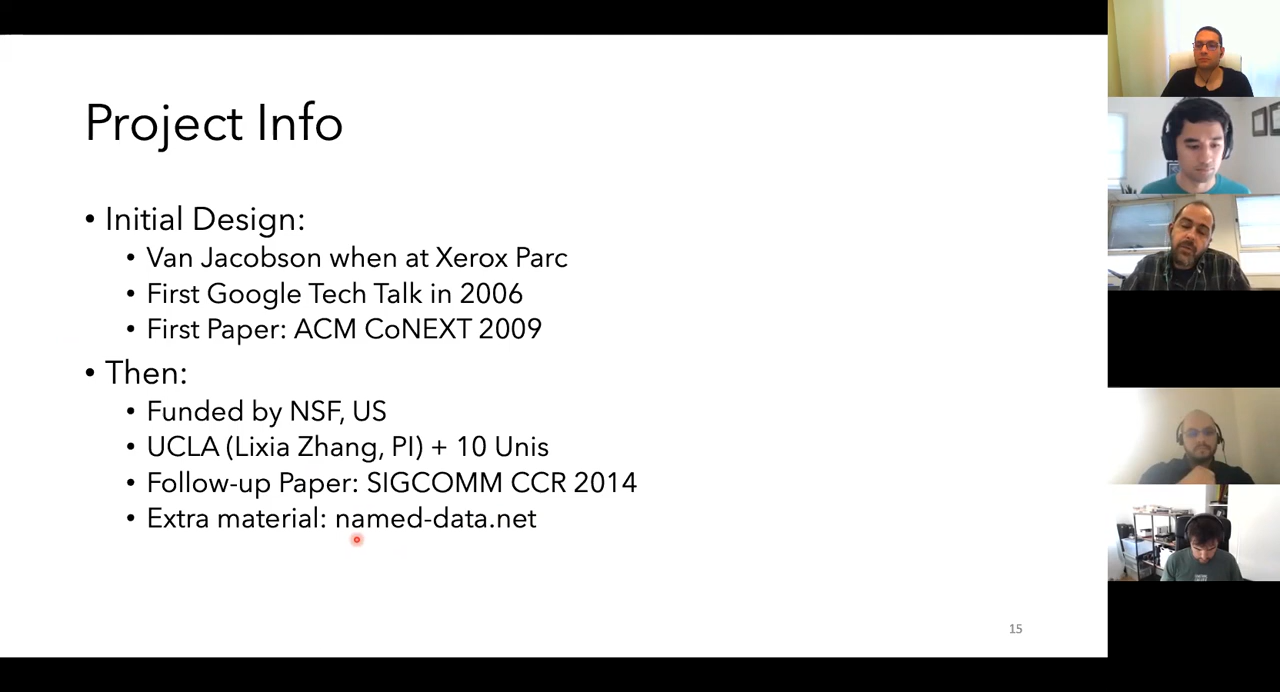 Project Info
• Initial Design:
• Van Jacobson when at Xerox Parc
• First Google Tech Talk in 2006
• First Paper: ACM CoNEXT 2009
• Then:
• Funded by NSF, US
• UCLA (Lixia Zhang, PI) + 10 Unis
• Follow-up Paper: SIGCOMM CCR 2014
• Extra material: named-data.net
15